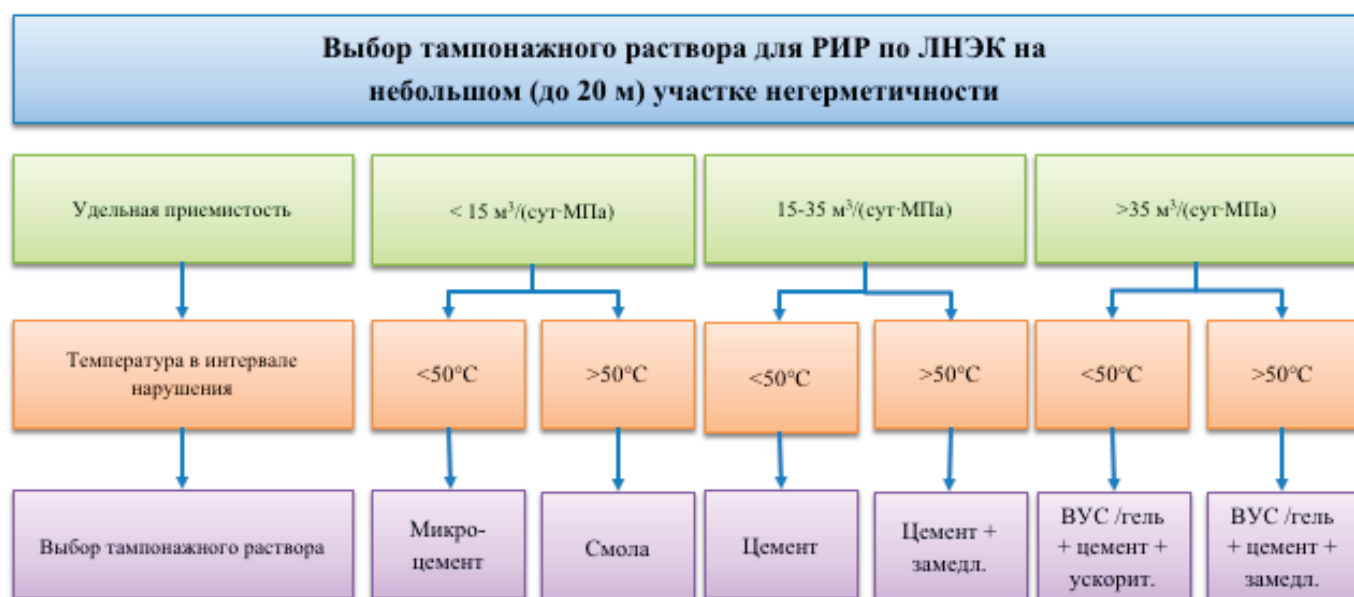 Выбор тампонажного раствора для РИР по ЛНЭК на
небольшом (до 20 м) участке негерметичности
Удельная приемистость
< 15 м³/(сут·МПа)
15-35 м³/(сут·МПа)
>35 м³/(сут·МПа)
Температура в интервале
нарушения
<50°С
>50°С
<50°С
>50°С
<50°С
>50°С
Выбор тампонажного раствора
Микро-
цемент
Смола
Цемент
Цемент +
замедл.
ВУС /гель
+ цемент +
ускорит.
ВУС /гель
+ цемент +
замедл.